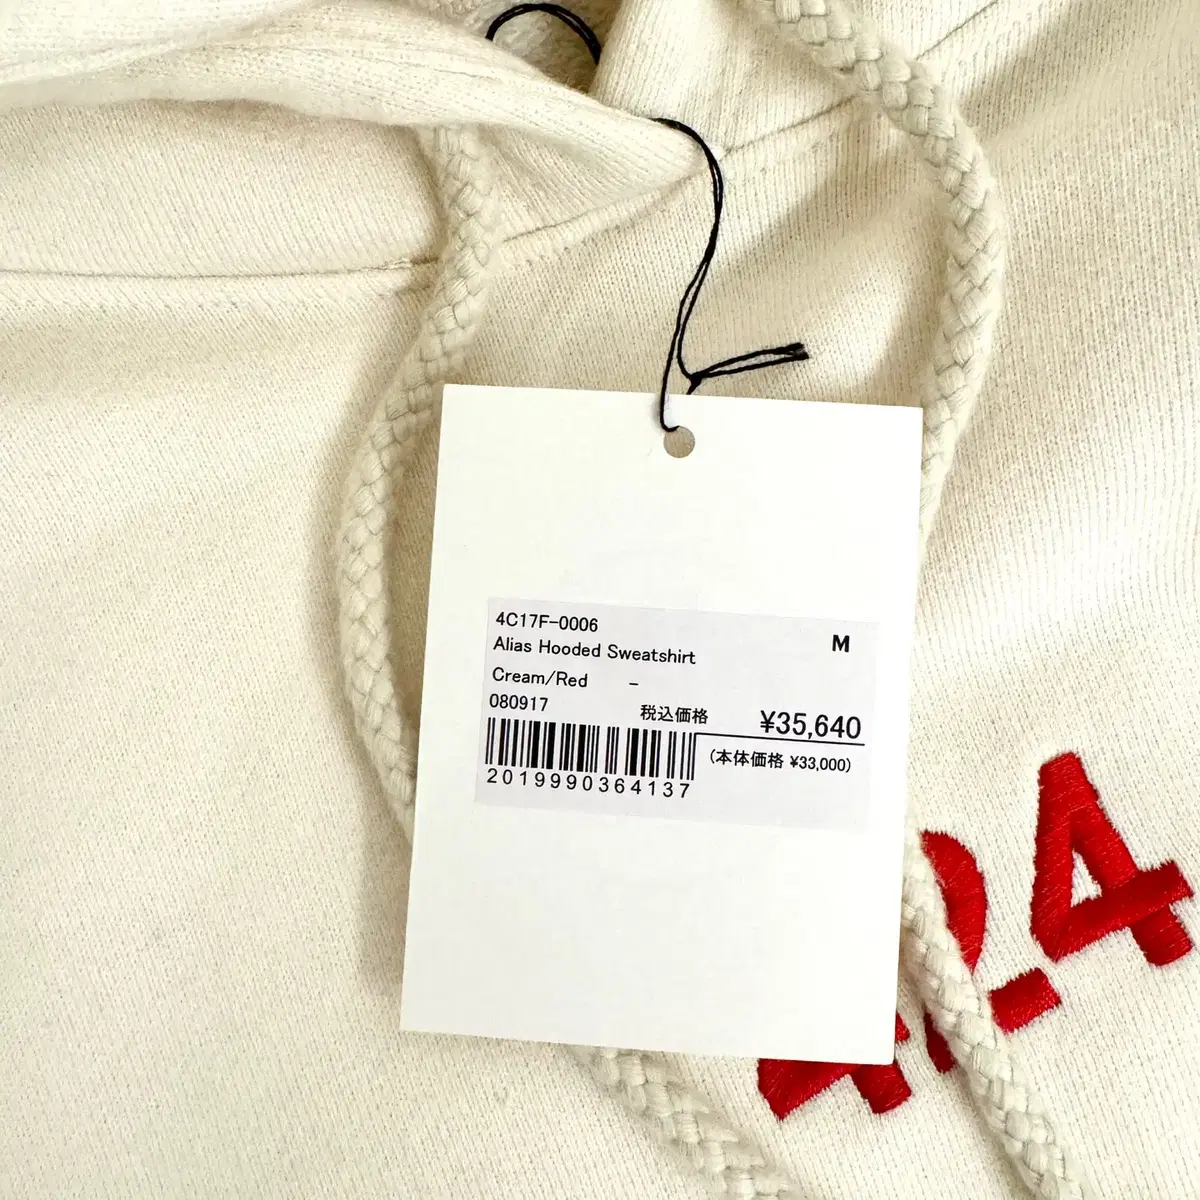 4C17F-0006
M
Alias Hooded Sweatshirt
Cream/Red -
080917
税込価格 ¥35,640
(本体価格 ¥33,000)
2019990364137
424